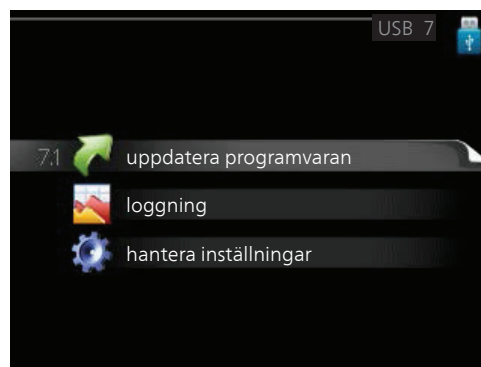 USB 7
7.1 uppdatera programvaran
loggning
hantera inställningar